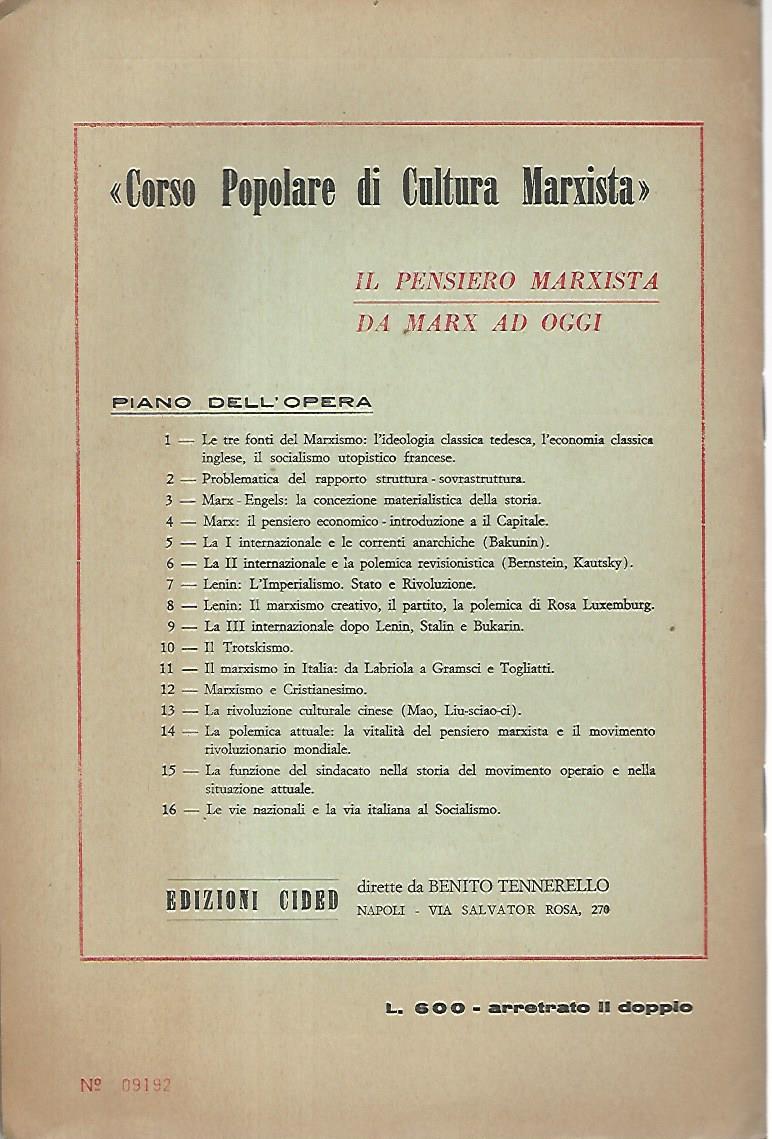 «Corso Popolare di Cultura Marxista»
IL PENSIERO MARXISTA
DA MARX AD OGGI
PIANO DELL'OPERA
1 — Le tre fonti del Marxismo: l'ideologia classica tedesca, l'economia classica
inglese, il socialismo utopistico francese.
2 — Problematica del rapporto struttura - sovrastruttura.
3 — Marx - Engels: la concezione materialistica della storia.
4 — Marx: il pensiero economico - introduzione a il Capitale.
5 — La I internazionale e le correnti anarchiche (Bakunin).
6 — La II internazionale e la polemica revisionistica (Bernstein, Kautsky).
7 — Lenin: L'Imperialismo. Stato e Rivoluzione.
8 — Lenin: Il marxismo creativo, il partito, la polemica di Rosa Luxemburg.
9 — La III internazionale dopo Lenin, Stalin e Bukarin.
10 — Il Trotskismo.
11 — Il marxismo in Italia: da Labriola a Gramsci e Togliatti.
12 — Marxismo e Cristianesimo.
13 — La rivoluzione culturale cinese (Mao, Liu-sciao-ci).
14 — La polemica attuale: la vitalità del pensiero marxista e il movimento
rivoluzionario mondiale.
15 — La funzione del sindacato nella storia del movimento operaio e nella
situazione attuale.
16 — Le vie nazionali e la via italiana al Socialismo.
EDIZIONI CIDED
dirette da BENITO TENNERELLO
NAPOLI - VIA SALVATOR ROSA, 270
L. 600 - arretrato il doppio
Nº 09192